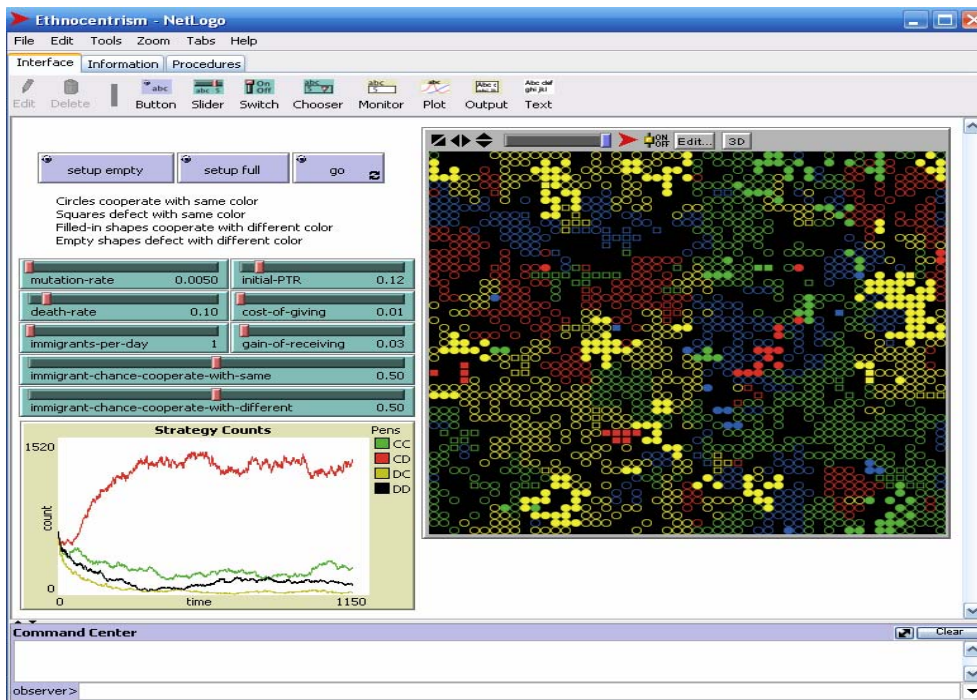 Ethnocentrism - NetLogo
File Edit Tools Zoom Tabs Help
Interface Information Procedures
Edit Delete Button Slider Switch Chooser Monitor Plot Output Text
setup empty setup full go
Edit... 3D
ON
OFF
Circles cooperate with same color
Squares defect with same color
Filled-in shapes cooperate with different color
Empty shapes defect with different color
mutation-rate 0.0050 initial-PTR 0.12
death-rate 0.10 cost-of-giving 0.01
immigrants-per-day 1 gain-of-receiving 0.03
immigrant-chance-cooperate-with-same 0.50
immigrant-chance-cooperate-with-different 0.50
Strategy Counts
Pens
1520
CC
CD
DC
DD
count
0
0 time 1150
Command Center Clear
observer>